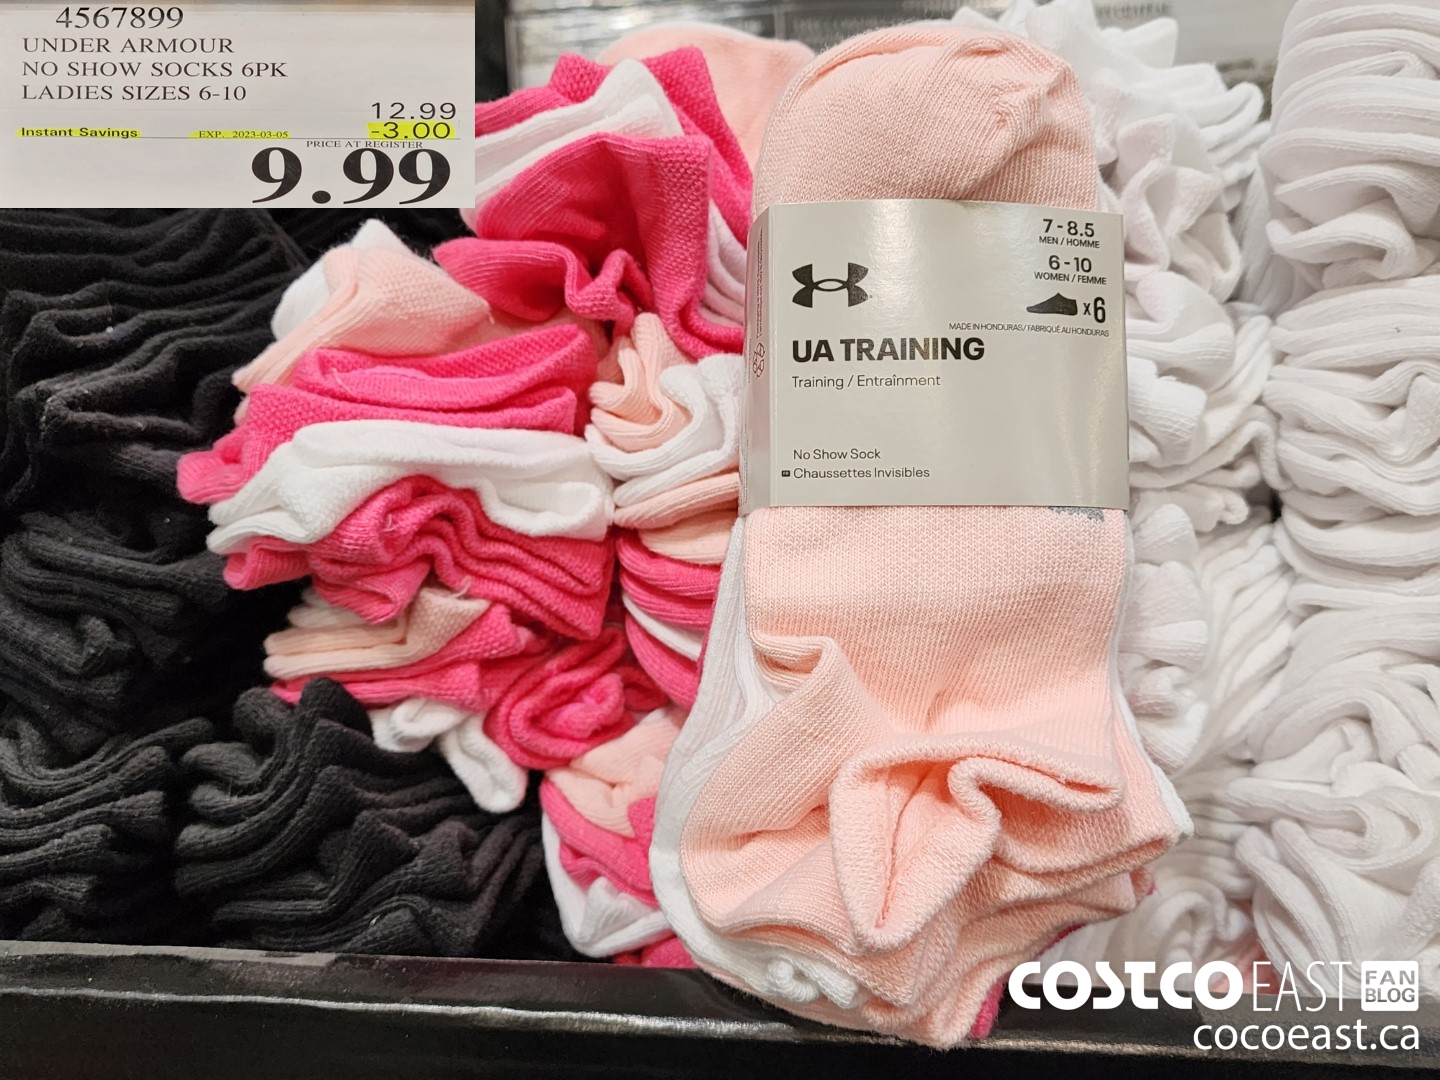 4567899
UNDER ARMOUR
NO SHOW SOCKS 6PK
LADIES SIZES 6-10
12.99
Instant Savings EXP. 2023-03-05 -3.00
PRICE AT REGISTER
9.99
7 - 8.5
MEN / HOMME
6 - 10
WOMEN / FEMME
x6
MADE IN HONDURAS / FABRIQUÉ AU HONDURAS
UA TRAINING
Training / Entraînment
No Show Sock
FR Chaussettes Invisibles
COSTCO EAST FAN BLOG
cocoeast.ca